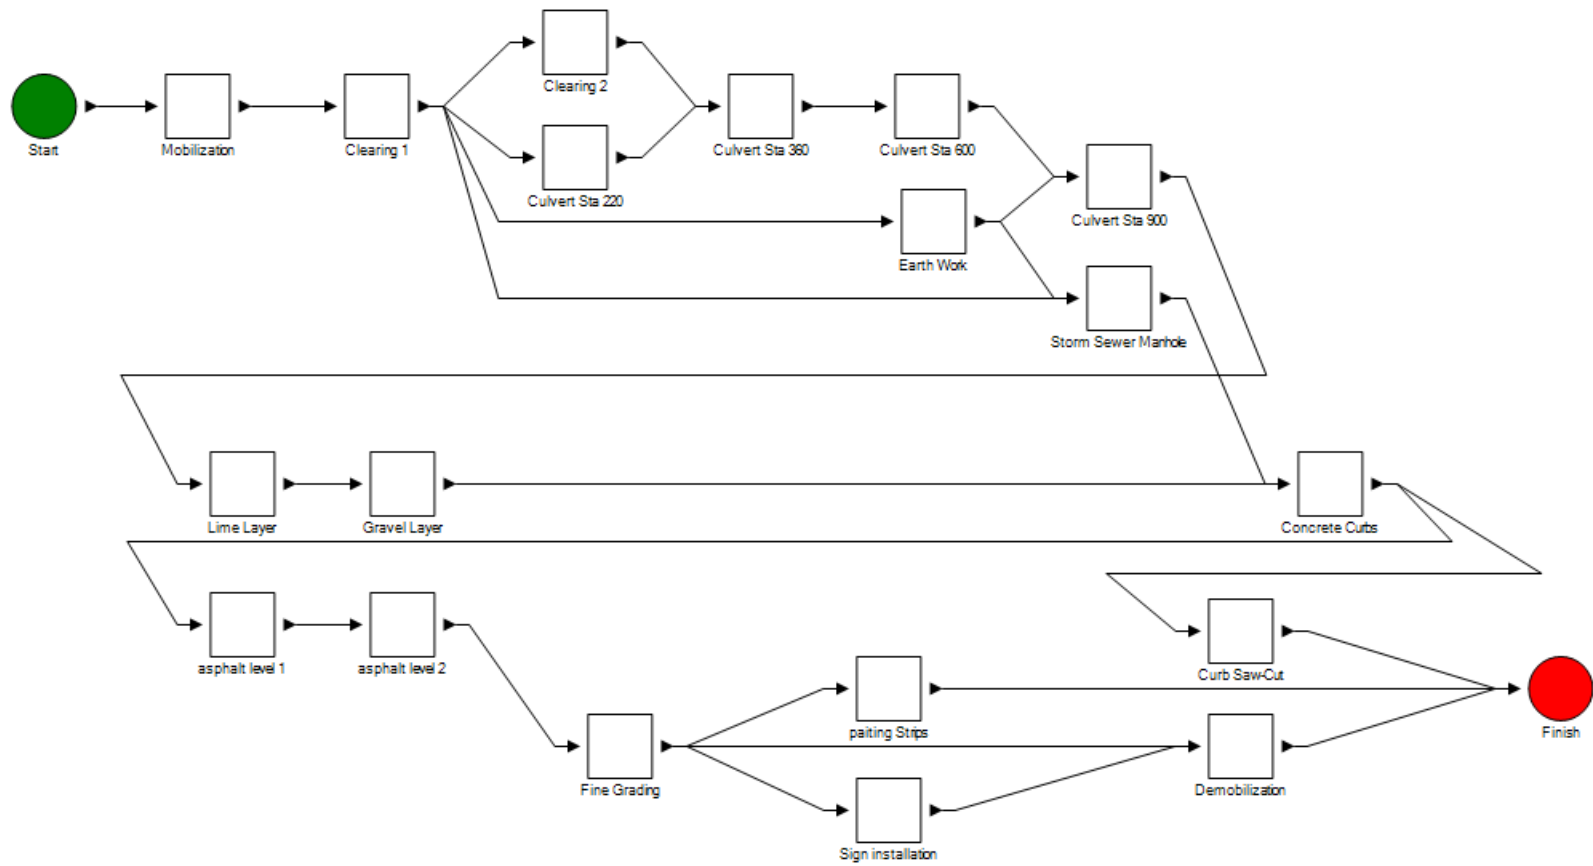 Clearing 2
Start
Mobilization
Clearing 1
Culvert Sta 360
Culvert Sta 600
Culvert Sta 220
Culvert Sta 900
Earth Work
Storm Sewer Manhole
Lime Layer
Gravel Layer
Concrete Curbs
asphalt level 1
asphalt level 2
Curb Saw-Cut
paiting Strips
Finish
Fine Grading
Demobilization
Sign installation